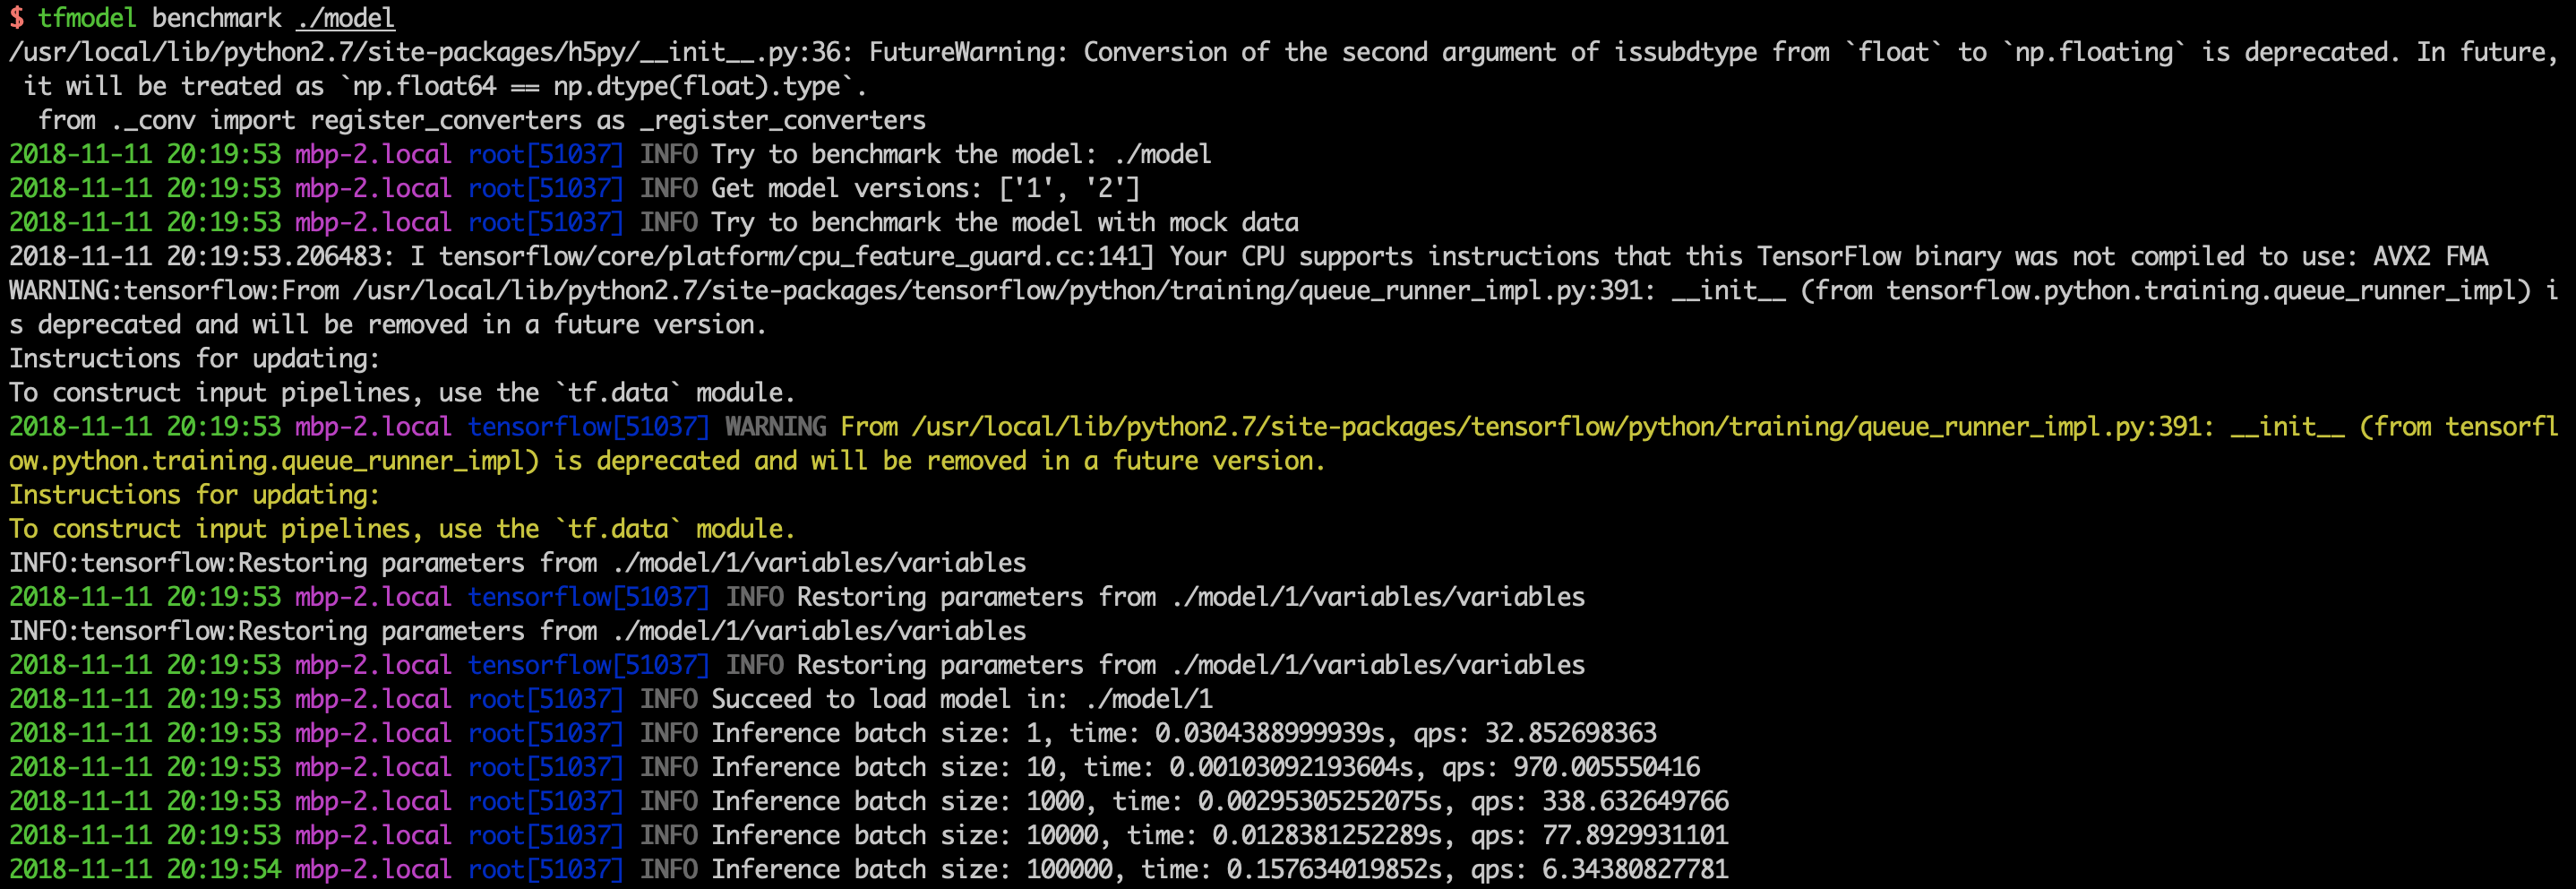 $ tfmodel benchmark ./model
/usr/local/lib/python2.7/site-packages/h5py/__init__.py:36: FutureWarning: Conversion of the second argument of issubdtype from `float` to `np.floating` is deprecated. In future,
 it will be treated as `np.float64 == np.dtype(float).type`.
  from ._conv import register_converters as _register_converters
2018-11-11 20:19:53 mbp-2.local root[51037] INFO Try to benchmark the model: ./model
2018-11-11 20:19:53 mbp-2.local root[51037] INFO Get model versions: ['1', '2']
2018-11-11 20:19:53 mbp-2.local root[51037] INFO Try to benchmark the model with mock data
2018-11-11 20:19:53.206483: I tensorflow/core/platform/cpu_feature_guard.cc:141] Your CPU supports instructions that this TensorFlow binary was not compiled to use: AVX2 FMA
WARNING:tensorflow:From /usr/local/lib/python2.7/site-packages/tensorflow/python/training/queue_runner_impl.py:391: __init__ (from tensorflow.python.training.queue_runner_impl) i
s deprecated and will be removed in a future version.
Instructions for updating:
To construct input pipelines, use the `tf.data` module.
2018-11-11 20:19:53 mbp-2.local tensorflow[51037] WARNING From /usr/local/lib/python2.7/site-packages/tensorflow/python/training/queue_runner_impl.py:391: __init__ (from tensorfl
ow.python.training.queue_runner_impl) is deprecated and will be removed in a future version.
Instructions for updating:
To construct input pipelines, use the `tf.data` module.
INFO:tensorflow:Restoring parameters from ./model/1/variables/variables
2018-11-11 20:19:53 mbp-2.local tensorflow[51037] INFO Restoring parameters from ./model/1/variables/variables
INFO:tensorflow:Restoring parameters from ./model/1/variables/variables
2018-11-11 20:19:53 mbp-2.local tensorflow[51037] INFO Restoring parameters from ./model/1/variables/variables
2018-11-11 20:19:53 mbp-2.local root[51037] INFO Succeed to load model in: ./model/1
2018-11-11 20:19:53 mbp-2.local root[51037] INFO Inference batch size: 1, time: 0.0304388999939s, qps: 32.852698363
2018-11-11 20:19:53 mbp-2.local root[51037] INFO Inference batch size: 10, time: 0.00103092193604s, qps: 970.005550416
2018-11-11 20:19:53 mbp-2.local root[51037] INFO Inference batch size: 1000, time: 0.00295305252075s, qps: 338.632649766
2018-11-11 20:19:53 mbp-2.local root[51037] INFO Inference batch size: 10000, time: 0.0128381252289s, qps: 77.8929931101
2018-11-11 20:19:54 mbp-2.local root[51037] INFO Inference batch size: 100000, time: 0.157634019852s, qps: 6.34380827781